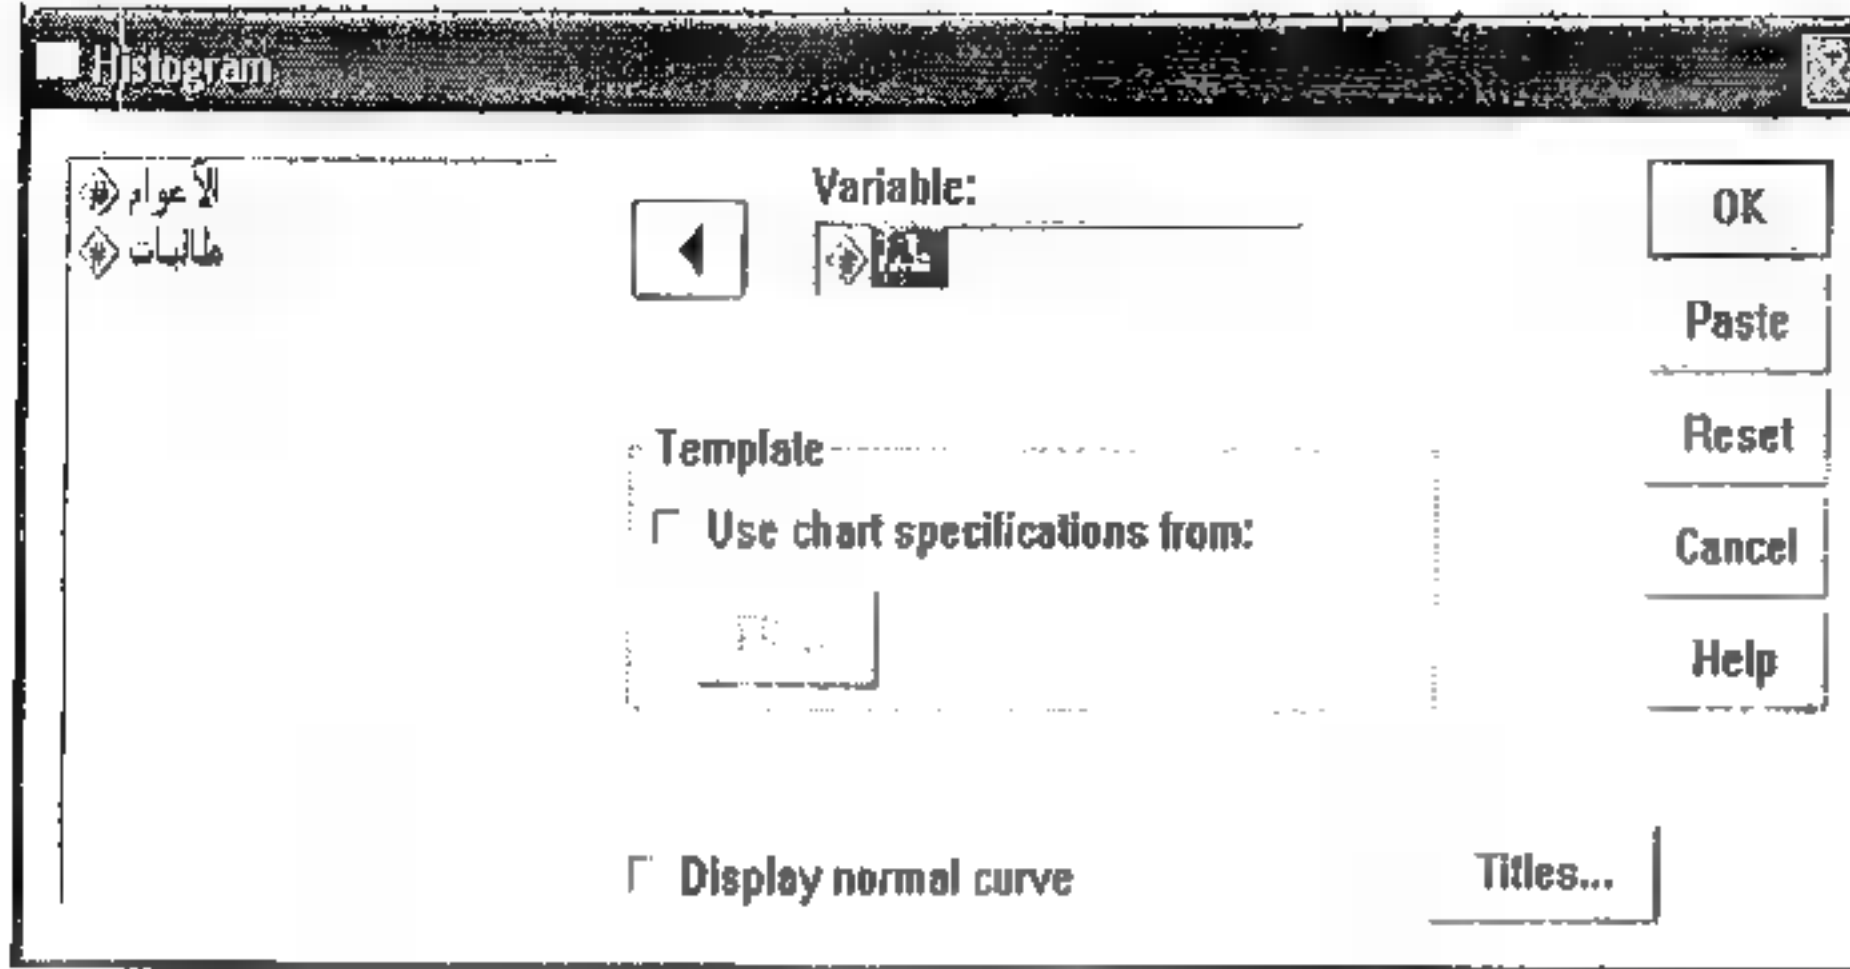 Histogram
الأعوام
طالبات
Variable:
OK
Paste
Reset
Cancel
Help
Template
Use chart specifications from:
Display normal curve
Titles...